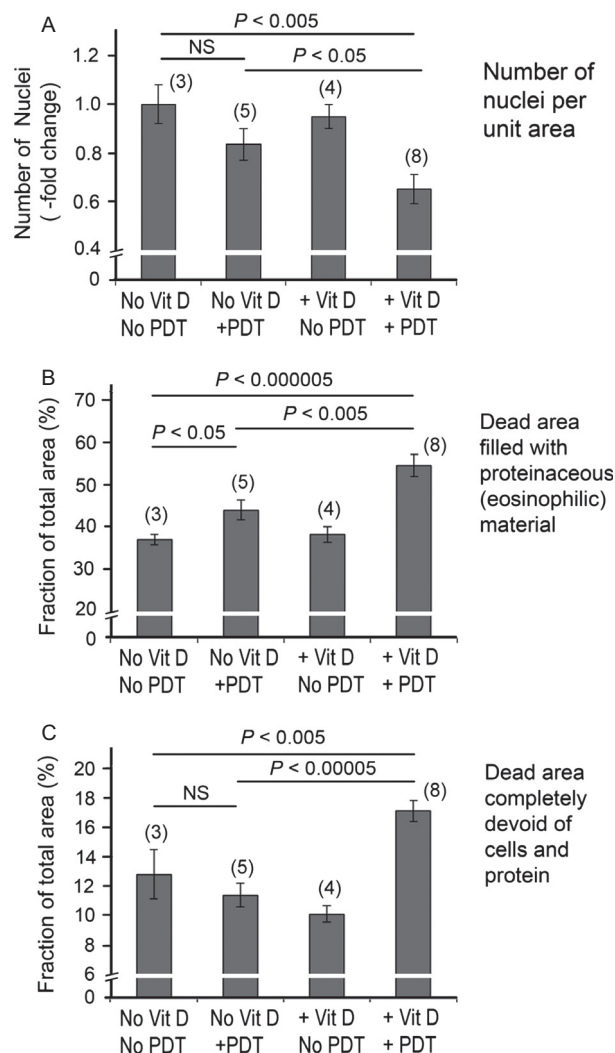 A
P < 0.005
NS
P < 0.05
Number of Nuclei
( -fold change)
1.2
1.0
0.8
0.6
0.4
0
(3)
(5)
(4)
(8)
No Vit D
No PDT
No Vit D
+PDT
+ Vit D
No PDT
+ Vit D
+ PDT
Number of
nuclei per
unit area
B
P < 0.000005
P < 0.05
P < 0.005
Fraction of total area (%)
70
60
50
40
30
20
0
(3)
(5)
(4)
(8)
No Vit D
No PDT
No Vit D
+PDT
+ Vit D
No PDT
+ Vit D
+ PDT
Dead area
filled with
proteinaceous
(eosinophilic)
material
C
P < 0.005
NS
P < 0.00005
Fraction of total area (%)
20
18
16
14
12
10
8
6
0
(3)
(5)
(4)
(8)
No Vit D
No PDT
No Vit D
+PDT
+ Vit D
No PDT
+ Vit D
+ PDT
Dead area
completely
devoid of
cells and
protein